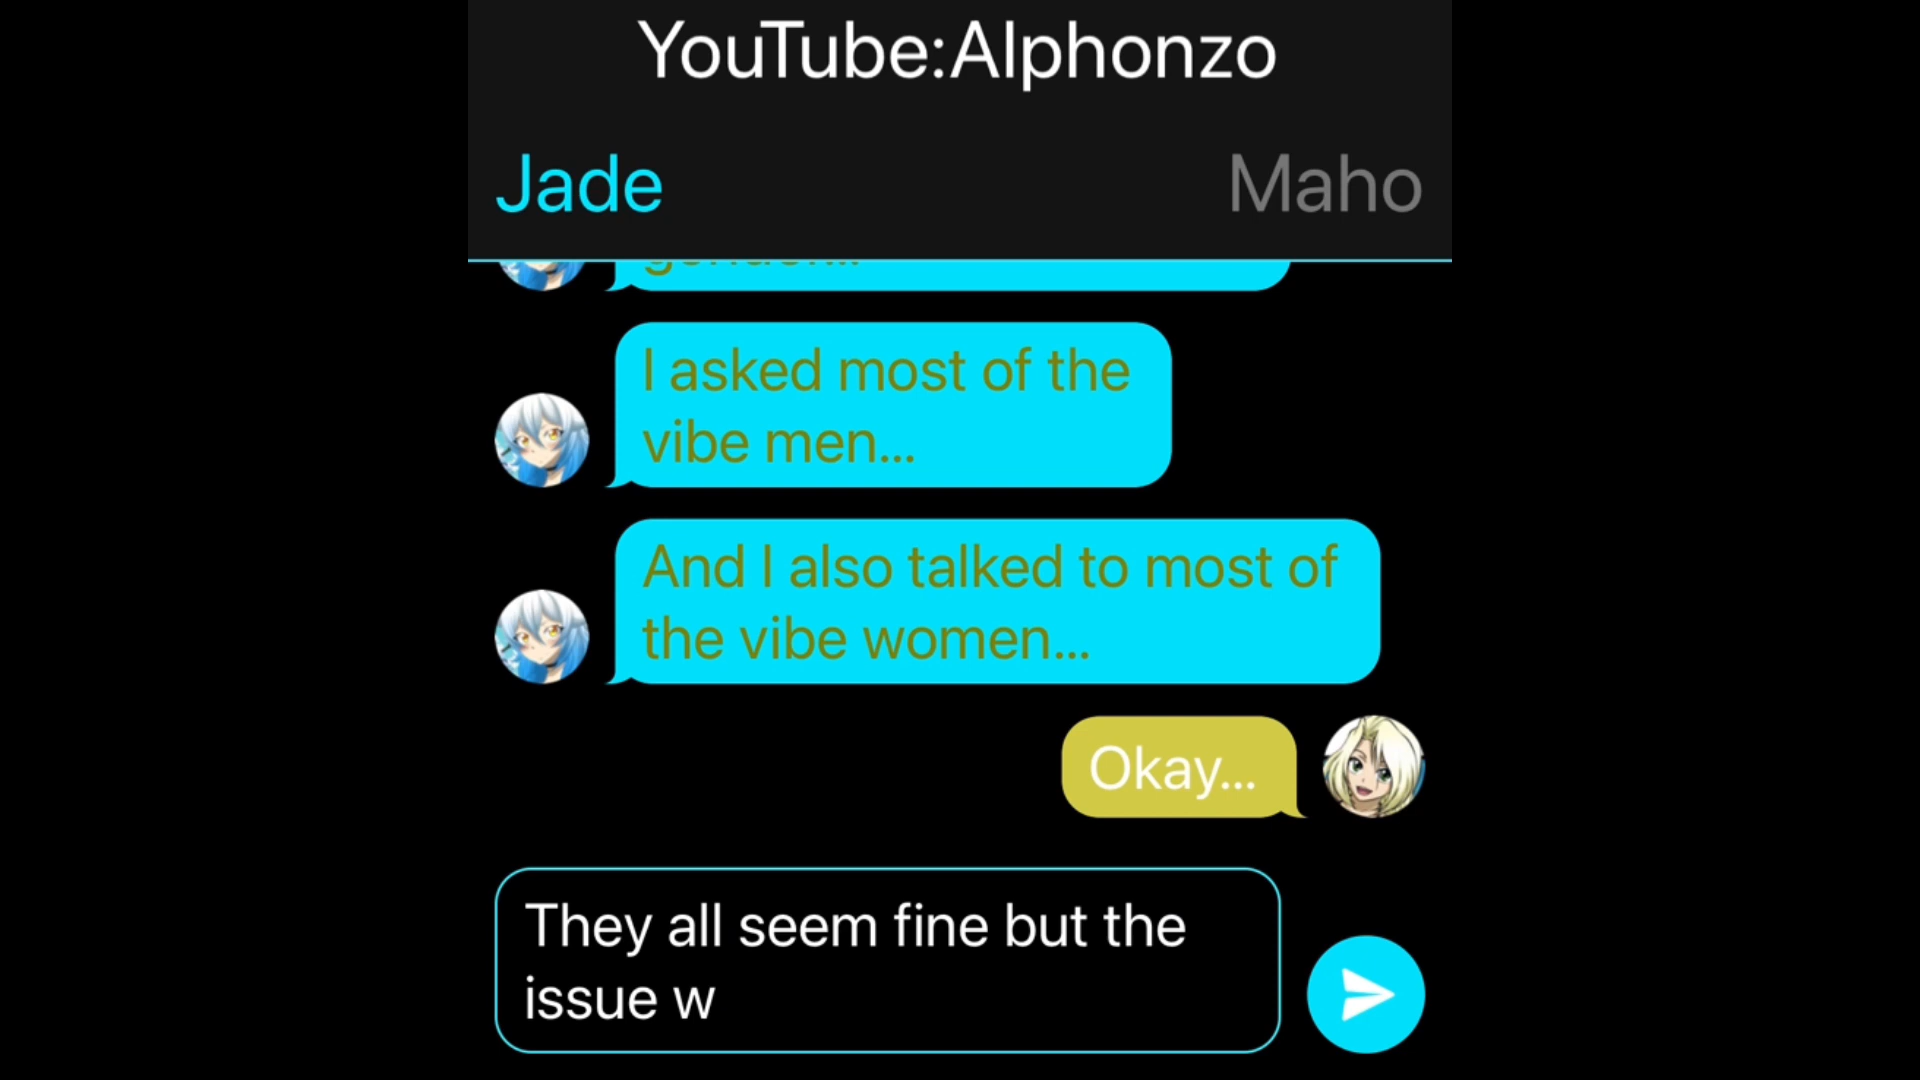 YouTube:Alphonzo
Jade Maho
I asked most of the
vibe men...
And I also talked to most of
the vibe women...
Okay...
They all seem fine but the
issue w